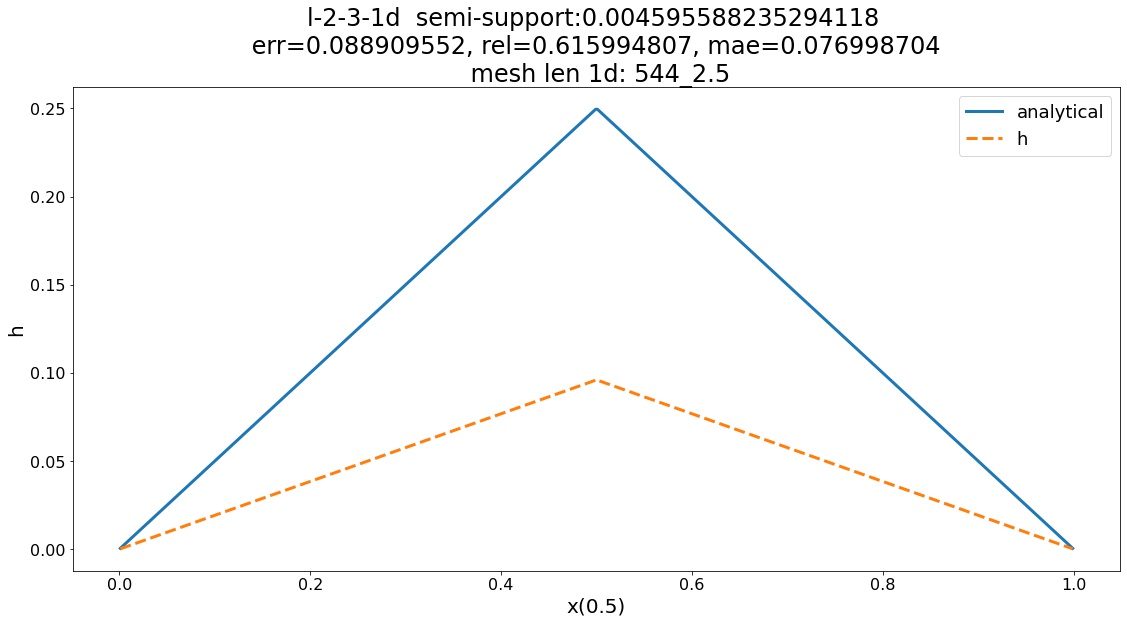 l-2-3-1d  semi-support:0.004595588235294118
err=0.088909552, rel=0.615994807, mae=0.076998704
mesh len 1d: 544_2.5
analytical
h
h
0.25
0.20
0.15
0.10
0.05
0.00
0.0 0.2 0.4 0.6 0.8 1.0
x(0.5)